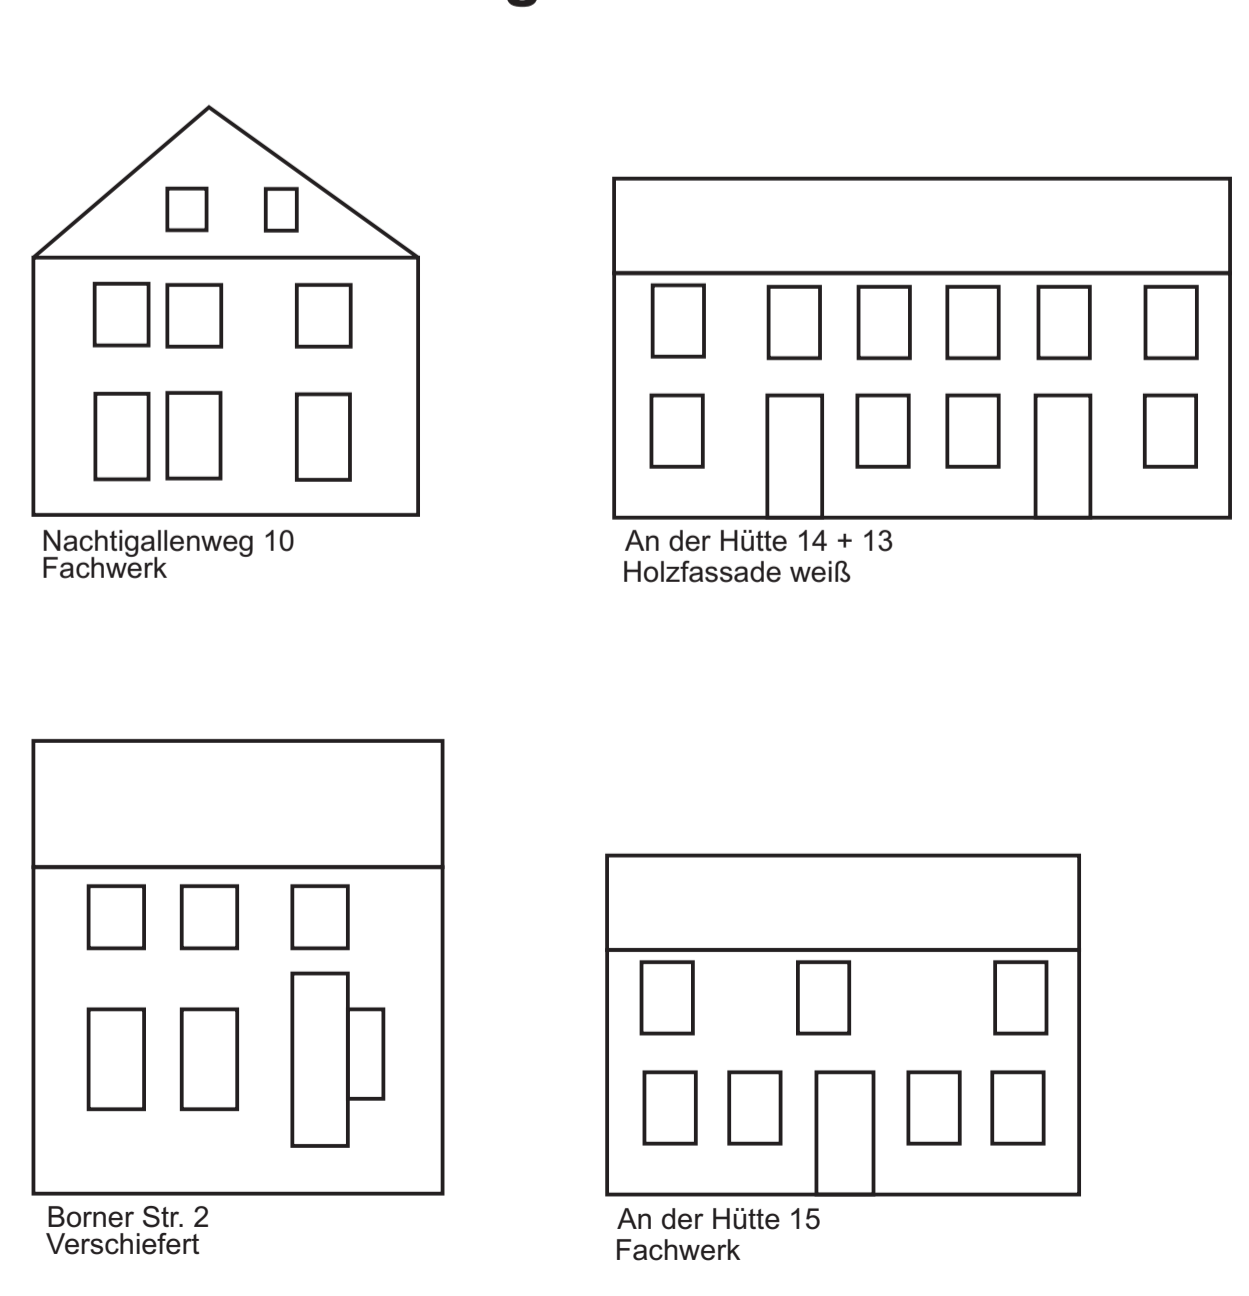 Nachtigallenweg 10
Fachwerk
An der Hütte 14 + 13
Holzfassade weiß
Borner Str. 2
Verschiefert
An der Hütte 15
Fachwerk